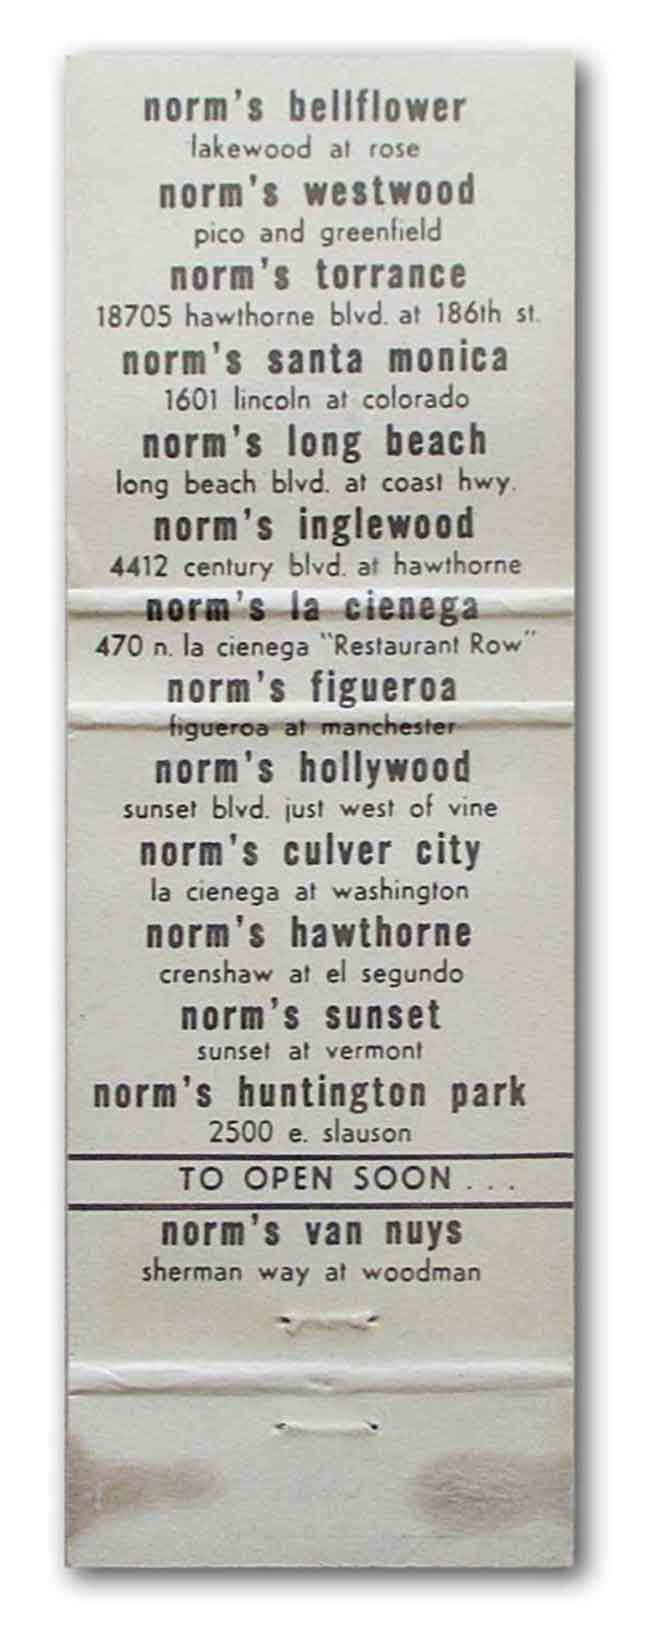 norm's bellflower
lakewood at rose
norm's westwood
pico and greenfield
norm's torrance
18705 hawthorne blvd. at 186th st.
norm's santa monica
1601 lincoln at colorado
norm's long beach
long beach blvd. at coast hwy.
norm's inglewood
4412 century blvd. at hawthorne
norm's la cienega
470 n. la cienega "Restaurant Row"
norm's figueroa
figueroa at manchester
norm's hollywood
sunset blvd. just west of vine
norm's culver city
la cienega at washington
norm's hawthorne
crenshaw at el segundo
norm's sunset
sunset at vermont
norm's huntington park
2500 e. slauson
TO OPEN SOON . . .
norm's van nuys
sherman way at woodman